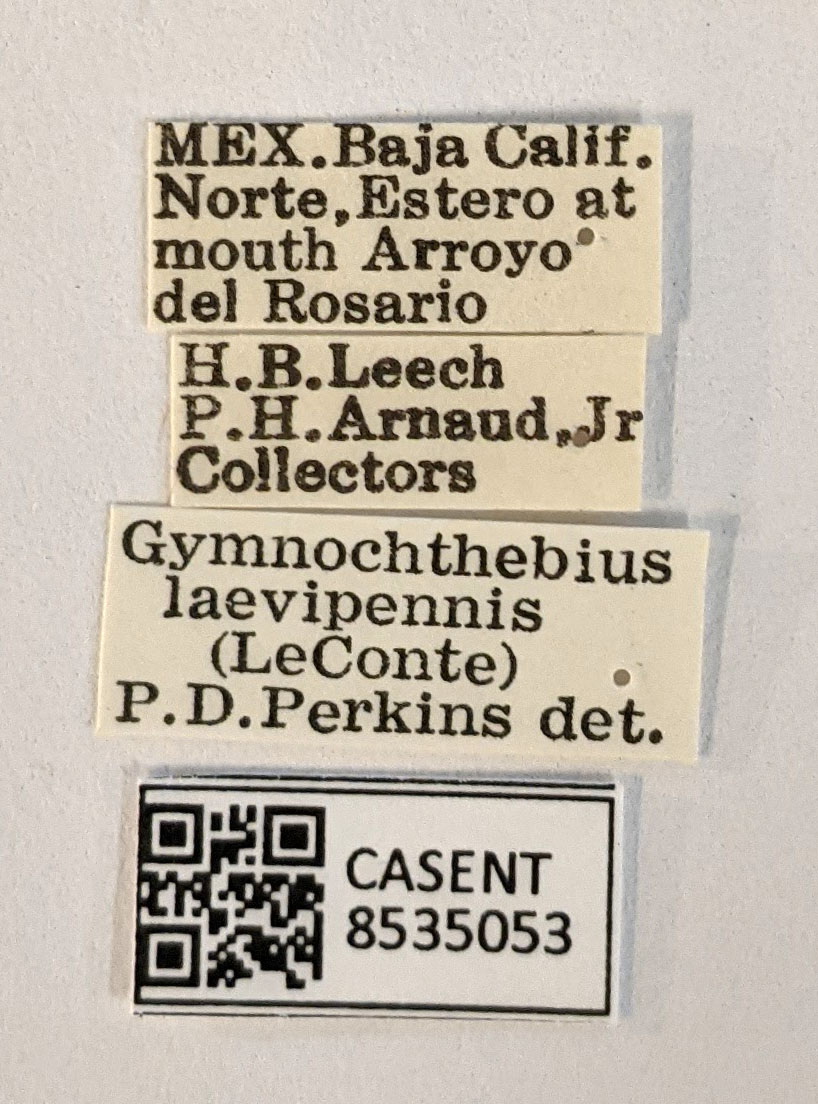 MEX.Baja Calif.
Norte,Estero at
mouth Arroyo
del Rosario
H.B.Leech
P.H.Arnaud,Jr
Collectors
Gymnochthebius
laevipennis
(LeConte)
P.D.Perkins det.
CASENT
8535053